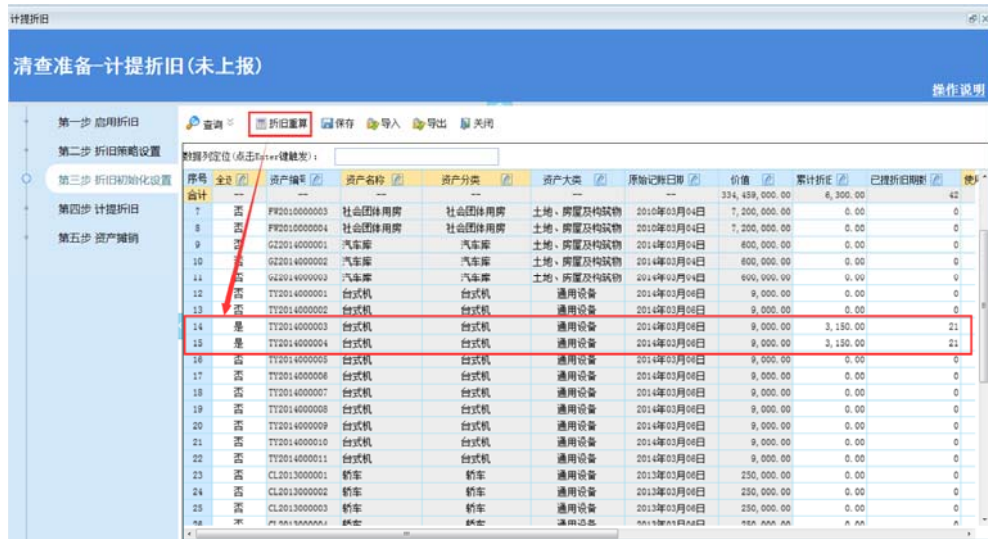 计提折旧
清查准备—计提折旧(未上报)
操作说明
第一步 启用折旧
第二步 折旧策略设置
第三步 折旧初始化设置
第四步 计提折旧
第五步 资产摊销
查询 折旧重算 保存 导入 导出 关闭
数据列定位(点击Enter键触发):
序号 全选 资产编号 资产名称 资产分类 资产大类 原始记账日期 价值 累计折旧 已提折旧期数
合计 -- -- -- -- -- -- 334,459,000.00 6,300.00 42
7 否 FW2010000003 社会团体用房 社会团体用房 土地、房屋及构筑物 2010年03月04日 7,200,000.00 0.00 0
8 否 FW2010000004 社会团体用房 社会团体用房 土地、房屋及构筑物 2010年03月04日 7,200,000.00 0.00 0
9 否 GZ2014000001 汽车库 汽车库 土地、房屋及构筑物 2014年03月04日 600,000.00 0.00 0
10 否 GZ2014000002 汽车库 汽车库 土地、房屋及构筑物 2014年03月04日 600,000.00 0.00 0
11 否 GZ2014000003 汽车库 汽车库 土地、房屋及构筑物 2014年03月04日 600,000.00 0.00 0
12 否 TY2014000001 台式机 台式机 通用设备 2014年03月06日 9,000.00 0.00 0
13 否 TY2014000002 台式机 台式机 通用设备 2014年03月06日 9,000.00 0.00 0
14 是 TY2014000003 台式机 台式机 通用设备 2014年03月06日 9,000.00 3,150.00 21
15 是 TY2014000004 台式机 台式机 通用设备 2014年03月06日 9,000.00 3,150.00 21
16 否 TY2014000005 台式机 台式机 通用设备 2014年03月06日 9,000.00 0.00 0
17 否 TY2014000006 台式机 台式机 通用设备 2014年03月06日 9,000.00 0.00 0
18 否 TY2014000007 台式机 台式机 通用设备 2014年03月06日 9,000.00 0.00 0
19 否 TY2014000008 台式机 台式机 通用设备 2014年03月06日 9,000.00 0.00 0
20 否 TY2014000009 台式机 台式机 通用设备 2014年03月06日 9,000.00 0.00 0
21 否 TY2014000010 台式机 台式机 通用设备 2014年03月06日 9,000.00 0.00 0
22 否 TY2014000011 台式机 台式机 通用设备 2014年03月06日 9,000.00 0.00 0
23 否 CL2013000001 轿车 轿车 通用设备 2013年03月08日 250,000.00 0.00 0
24 否 CL2013000002 轿车 轿车 通用设备 2013年03月08日 250,000.00 0.00 0
25 否 CL2013000003 轿车 轿车 通用设备 2013年03月08日 250,000.00 0.00 0